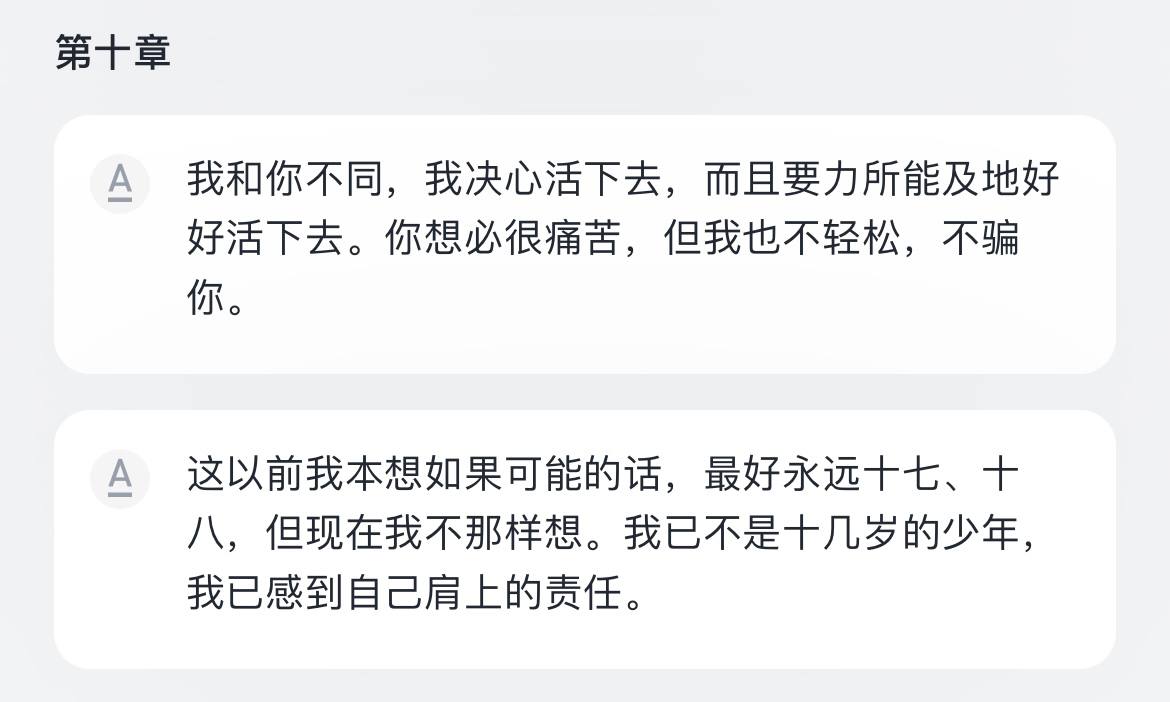 第十章
A
我和你不同，我决心活下去，而且要力所能及地好
好活下去。你想必很痛苦，但我也不轻松，不骗
你。
A
这以前我本想如果可能的话，最好永远十七、十
八，但现在我不那样想。我已不是十几岁的少年，
我已感到自己肩上的责任。